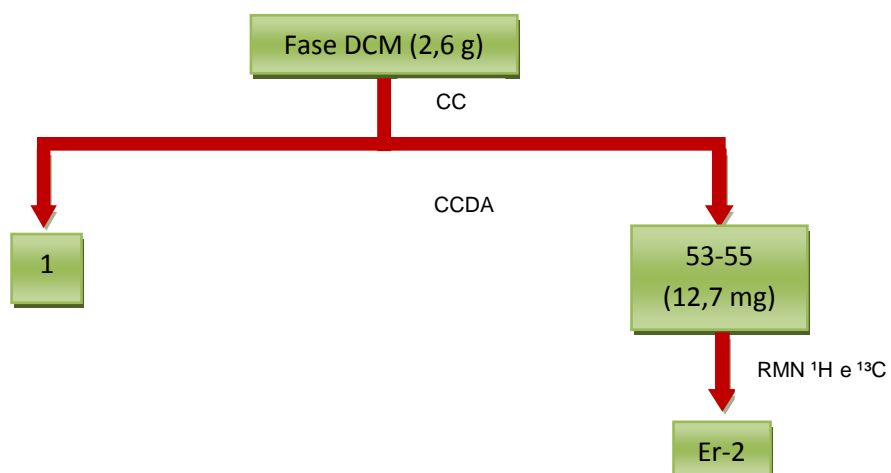 Fase DCM (2,6 g)
CC
CCDA
1
53-55
(12,7 mg)
RMN ¹H e ¹³C
Er-2